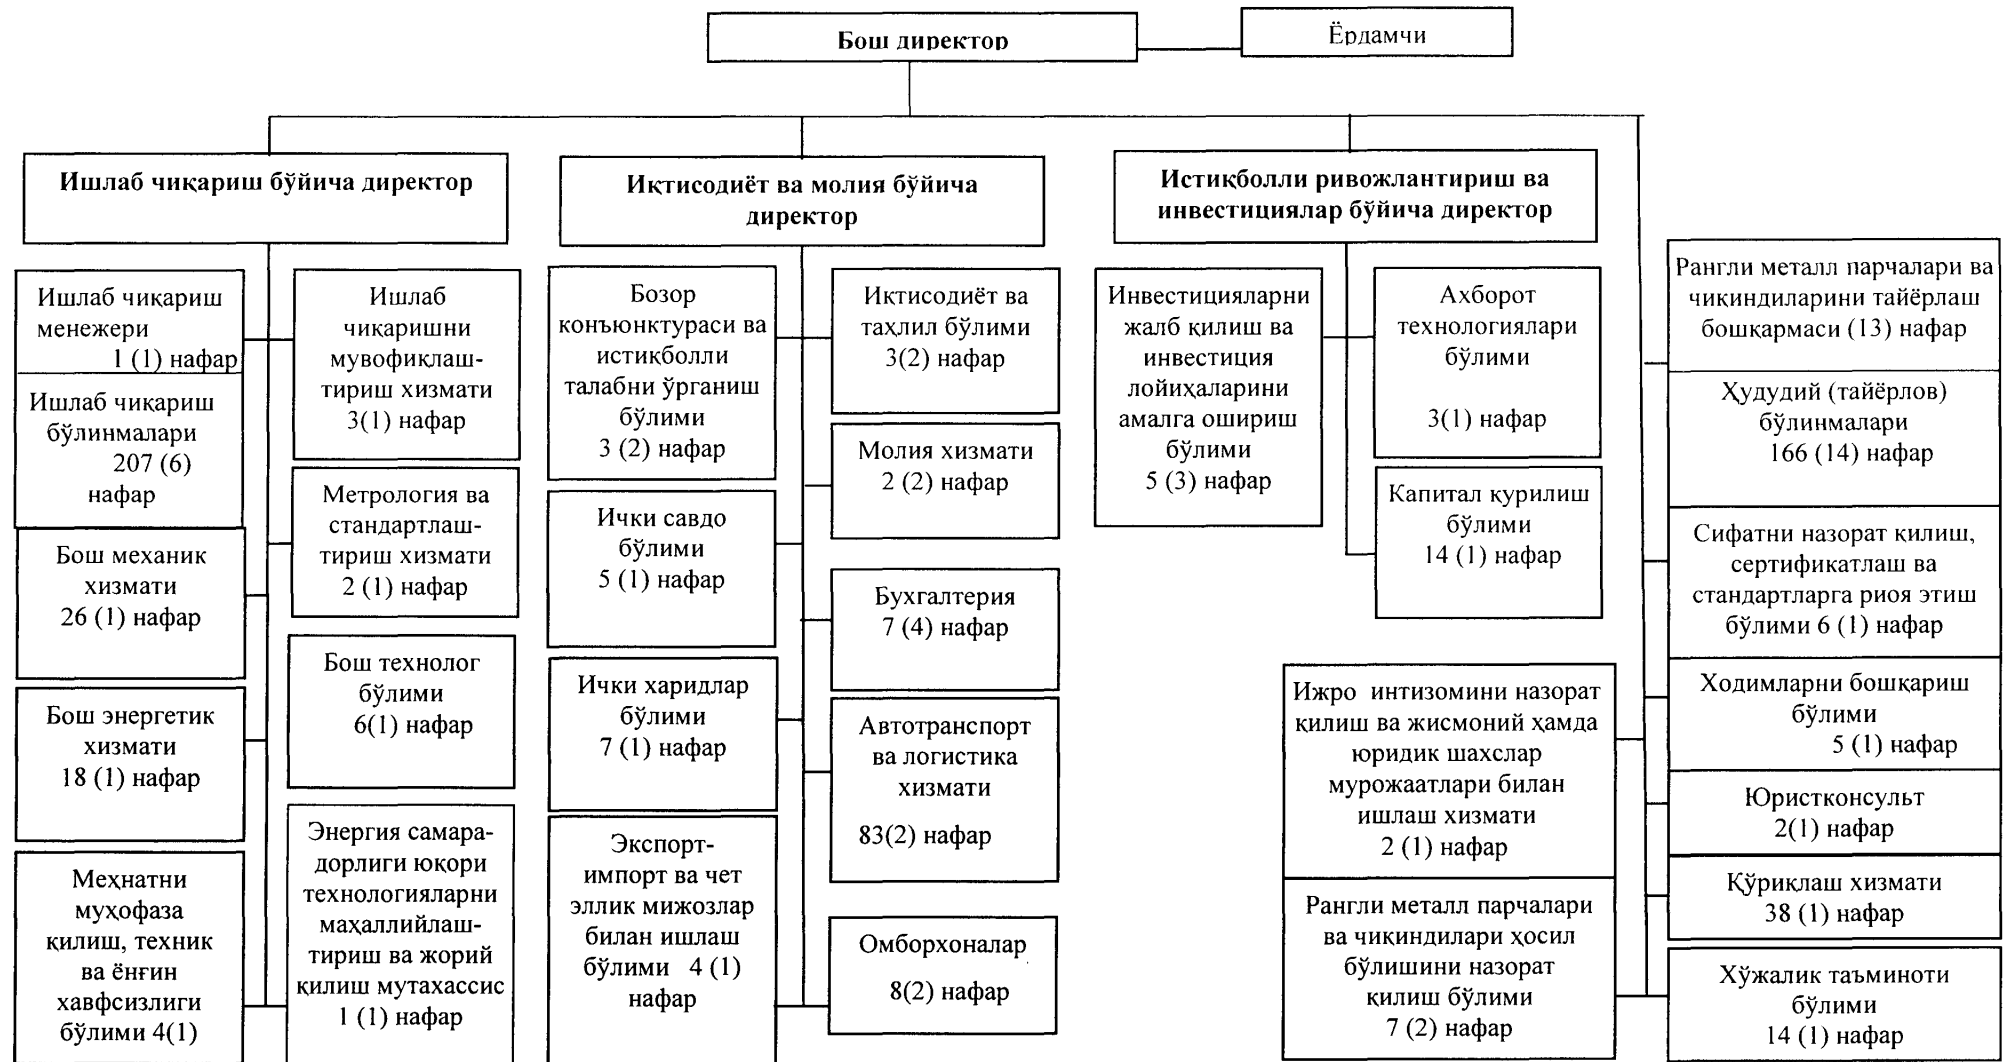 Бош директор
Ёрдамчи
Ишлаб чиқариш бўйича директор
Иқтисодиёт ва молия бўйича
директор
Истиқболли ривожлантириш ва
инвестициялар бўйича директор
Ишлаб чиқариш
менежери
1 (1) нафар
Ишлаб чиқариш
бўлинмалари
207 (6)
нафар
Бош механик
хизмати
26 (1) нафар
Бош энергетик
хизмати
18 (1) нафар
Меҳнатни
муҳофаза
қилиш, техник
ва ёнғин
хавфсизлиги
бўлими 4(1)
Ишлаб
чиқаришни
мувофиқлаш-
тириш хизмати
3(1) нафар
Метрология ва
стандартлаш-
тириш хизмати
2 (1) нафар
Бош технолог
бўлими
6(1) нафар
Энергия самара-
дорлиги юқори
технологияларни
маҳаллийлаш-
тириш ва жорий
қилиш мутахассис
1 (1) нафар
Бозор
конъюнктураси ва
истиқболли
талабни ўрганиш
бўлими
3 (2) нафар
Ички савдо
бўлими
5 (1) нафар
Ички харидлар
бўлими
7 (1) нафар
Экспорт-
импорт ва чет
эллик мижозлар
билан ишлаш
бўлими 4 (1)
нафар
Иқтисодиёт ва
таҳлил бўлими
3(2) нафар
Молия хизмати
2 (2) нафар
Бухгалтерия
7 (4) нафар
Автотранспорт
ва логистика
хизмати
83(2) нафар
Омборхоналар
8(2) нафар
Инвестицияларни
жалб қилиш ва
инвестиция
лойиҳаларини
амалга ошириш
бўлими
5 (3) нафар
Ахборот
технологиялари
бўлими
3(1) нафар
Капитал қурилиш
бўлими
14 (1) нафар
Ижро интизомини назорат
қилиш ва жисмоний ҳамда
юридик шахслар
мурожаатлари билан
ишлаш хизмати
2 (1) нафар
Рангли металл парчалари
ва чикиндилари ҳосил
бўлишини назорат
қилиш бўлими
7 (2) нафар
Рангли металл парчалари ва
чикиндиларини тайёрлаш
бошқармаси (13) нафар
Ҳудудий (тайёрлов)
бўлинмалари
166 (14) нафар
Сифатни назорат қилиш,
сертификатлаш ва
стандартларга риоя этиш
бўлими 6 (1) нафар
Ходимларни бошқариш
бўлими
5 (1) нафар
Юристконсульт
2(1) нафар
Қўриқлаш хизмати
38 (1) нафар
Хўжалик таъминоти
бўлими
14 (1) нафар